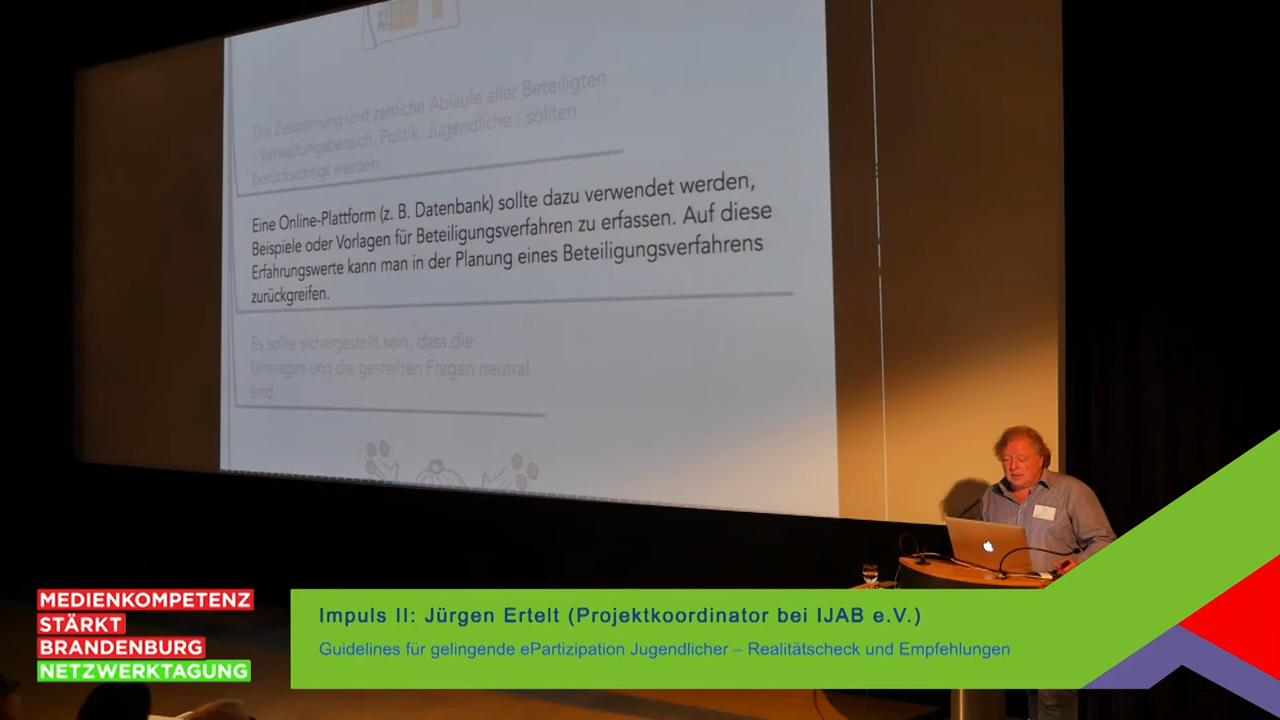 Die Zeitplanung und zeitliche Abläufe aller Beteiligten
- Verwaltungsbereich, Politik, Jugendliche - sollten
berücksichtigt werden.
Eine Online-Plattform (z. B. Datenbank) sollte dazu verwendet werden,
Beispiele oder Vorlagen für Beteiligungsverfahren zu erfassen. Auf diese
Erfahrungswerte kann man in der Planung eines Beteiligungsverfahrens
zurückgreifen.
Es sollte sichergestellt sein, dass die
Umfragen und die gestellten Fragen neutral
sind.
MEDIENKOMPETENZ
STÄRKT
BRANDENBURG
NETZWERKTAGUNG
Impuls II: Jürgen Ertelt (Projektkoordinator bei IJAB e.V.)
Guidelines für gelingende ePartizipation Jugendlicher – Realitätscheck und Empfehlungen